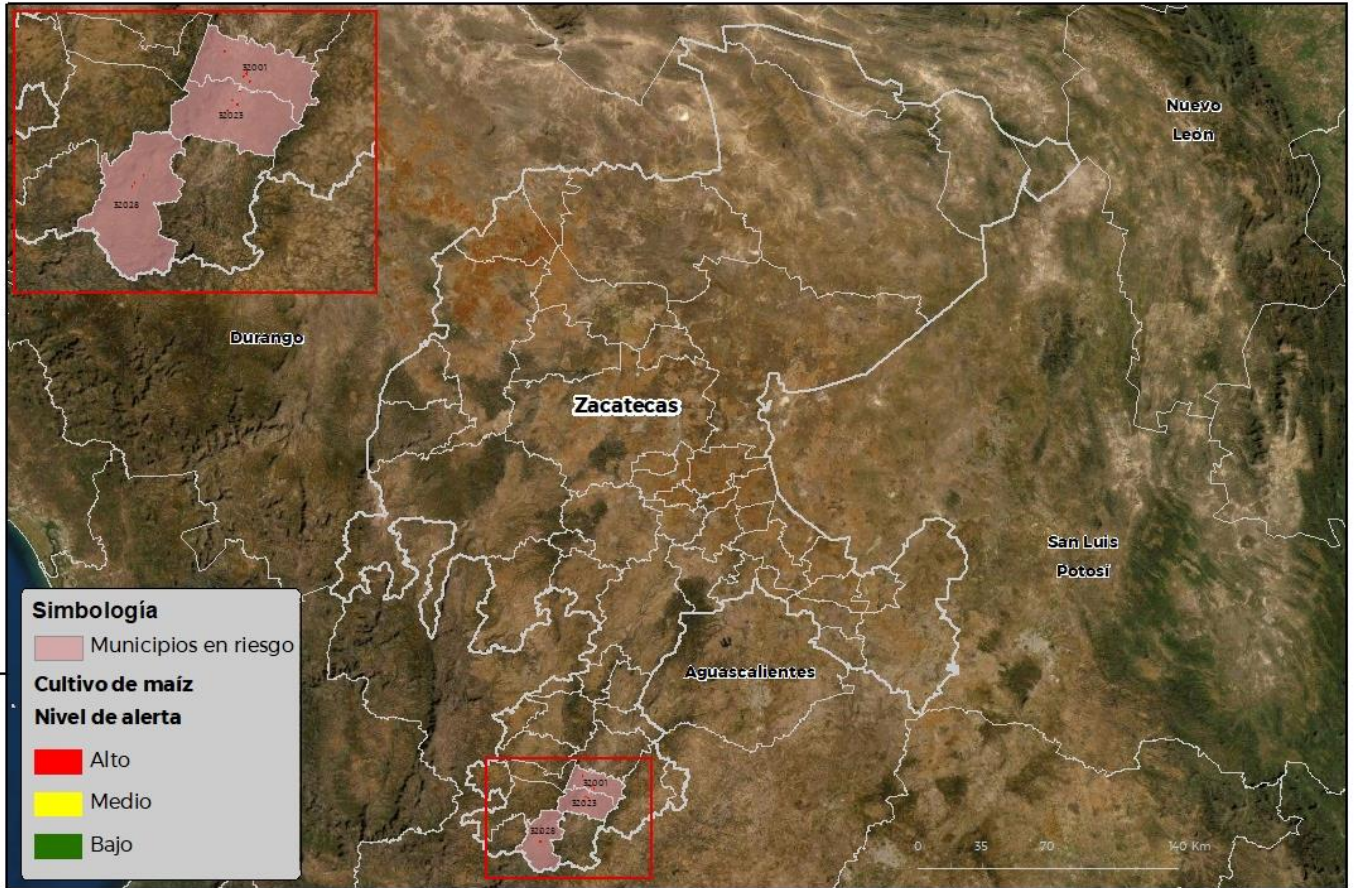 32001
32023
32028
Nuevo
León
Durango
Zacatecas
San Luis
Potosí
Aguascalientes
32001
32023
32028
0 35 70 140 Km
Simbología
Municipios en riesgo
Cultivo de maíz
Nivel de alerta
Alto
Medio
Bajo